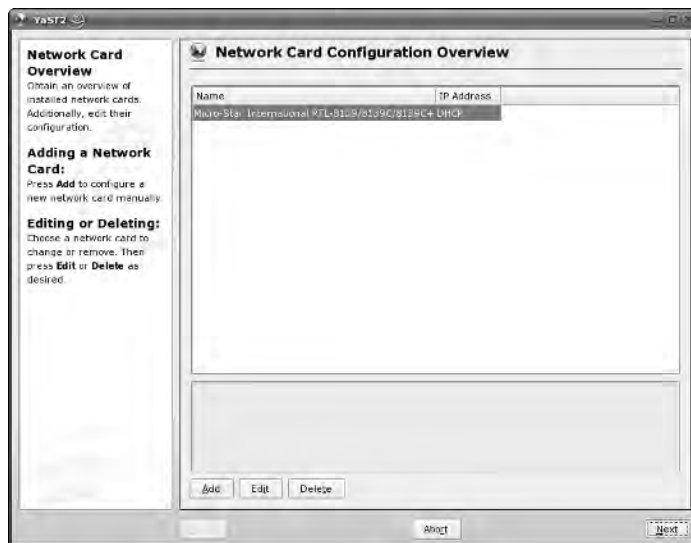 YaST2
Network Card
Overview
Obtain an overview of
installed network cards.
Additionally, edit their
configuration.
Adding a Network
Card:
Press Add to configure a
new network card manually.
Editing or Deleting:
Choose a network card to
change or remove. Then
press Edit or Delete as
desired.
Network Card Configuration Overview
Name IP Address
Micro-Star International RTL-8139/8139C/8139C+ DHCP
Add Edit Delete
Abort Next